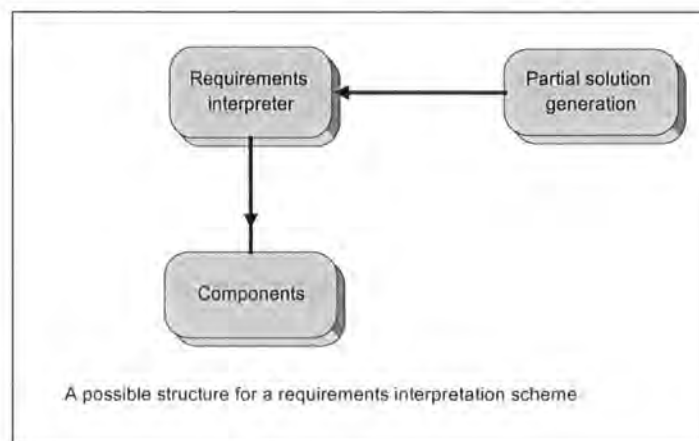 Requirements
interpreter
Partial solution
generation
Components
A possible structure for a requirements interpretation scheme